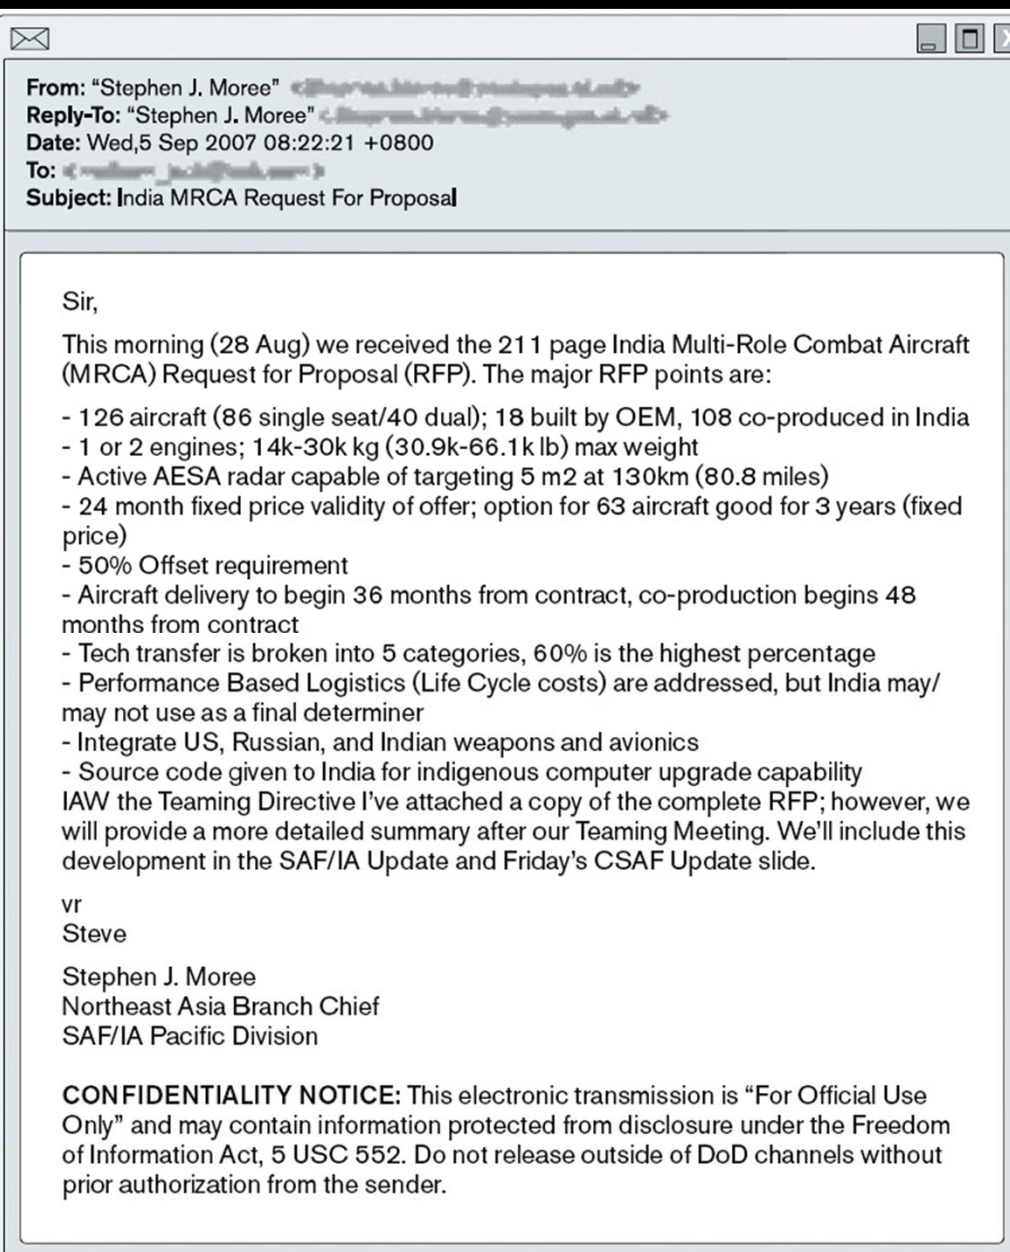 From: “Stephen J. Moree”
Reply-To: “Stephen J. Moree”
Date: Wed,5 Sep 2007 08:22:21 +0800
To:
Subject: India MRCA Request For Proposal
Sir,
This morning (28 Aug) we received the 211 page India Multi-Role Combat Aircraft
(MRCA) Request for Proposal (RFP). The major RFP points are:
- 126 aircraft (86 single seat/40 dual); 18 built by OEM, 108 co-produced in India
- 1 or 2 engines; 14k-30k kg (30.9k-66.1k lb) max weight
- Active AESA radar capable of targeting 5 m2 at 130km (80.8 miles)
- 24 month fixed price validity of offer; option for 63 aircraft good for 3 years (fixed
price)
- 50% Offset requirement
- Aircraft delivery to begin 36 months from contract, co-production begins 48
months from contract
- Tech transfer is broken into 5 categories, 60% is the highest percentage
- Performance Based Logistics (Life Cycle costs) are addressed, but India may/
may not use as a final determiner
- Integrate US, Russian, and Indian weapons and avionics
- Source code given to India for indigenous computer upgrade capability
IAW the Teaming Directive I’ve attached a copy of the complete RFP; however, we
will provide a more detailed summary after our Teaming Meeting. We’ll include this
development in the SAF/IA Update and Friday’s CSAF Update slide.
vr
Steve
Stephen J. Moree
Northeast Asia Branch Chief
SAF/IA Pacific Division
CONFIDENTIALITY NOTICE: This electronic transmission is “For Official Use
Only” and may contain information protected from disclosure under the Freedom
of Information Act, 5 USC 552. Do not release outside of DoD channels without
prior authorization from the sender.